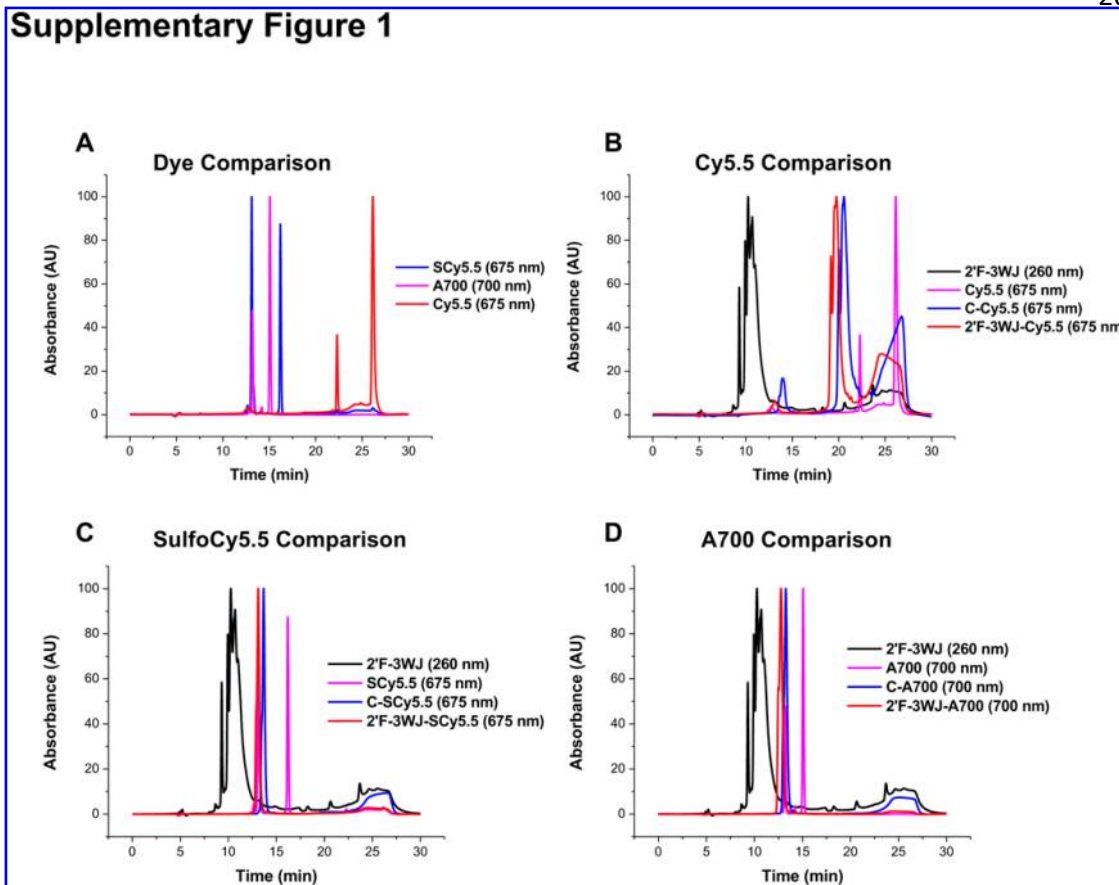 Supplementary Figure 1
A
Dye Comparison
Absorbance (AU)
100
80
60
40
20
0
0 5 10 15 20 25 30
Time (min)
SCy5.5 (675 nm)
A700 (700 nm)
Cy5.5 (675 nm)
B
Cy5.5 Comparison
Absorbance (AU)
100
80
60
40
20
0
0 5 10 15 20 25 30
Time (min)
2'F-3WJ (260 nm)
Cy5.5 (675 nm)
C-Cy5.5 (675 nm)
2'F-3WJ-Cy5.5 (675 nm
C
SulfoCy5.5 Comparison
Absorbance (AU)
100
80
60
40
20
0
0 5 10 15 20 25 30
Time (min)
2'F-3WJ (260 nm)
SCy5.5 (675 nm)
C-SCy5.5 (675 nm)
2'F-3WJ-SCy5.5 (675 nm)
D
A700 Comparison
Absorbance (AU)
100
80
60
40
20
0
0 5 10 15 20 25 30
Time (min)
2'F-3WJ (260 nm)
A700 (700 nm)
C-A700 (700 nm)
2'F-3WJ-A700 (700 nm)